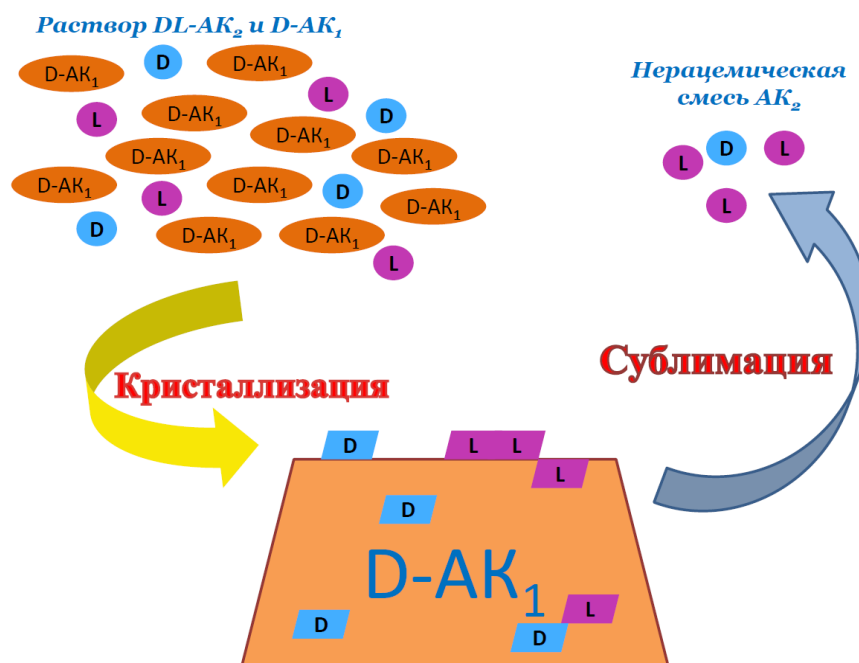 Раствор DL-АК₂ и D-АК₁
D-АК₁
D
D-АК₁
L
L
D-АК₁
D
D-АК₁
D-АК₁
D-АК₁
D-АК₁
L
D-АК₁
D
D-АК₁
D
D-АК₁
D-АК₁
L
Нерацемическая
смесь АК₂
L
D
L
L
Кристаллизация
Сублимация
D
L
L
L
D
D-АК₁
D
D
L